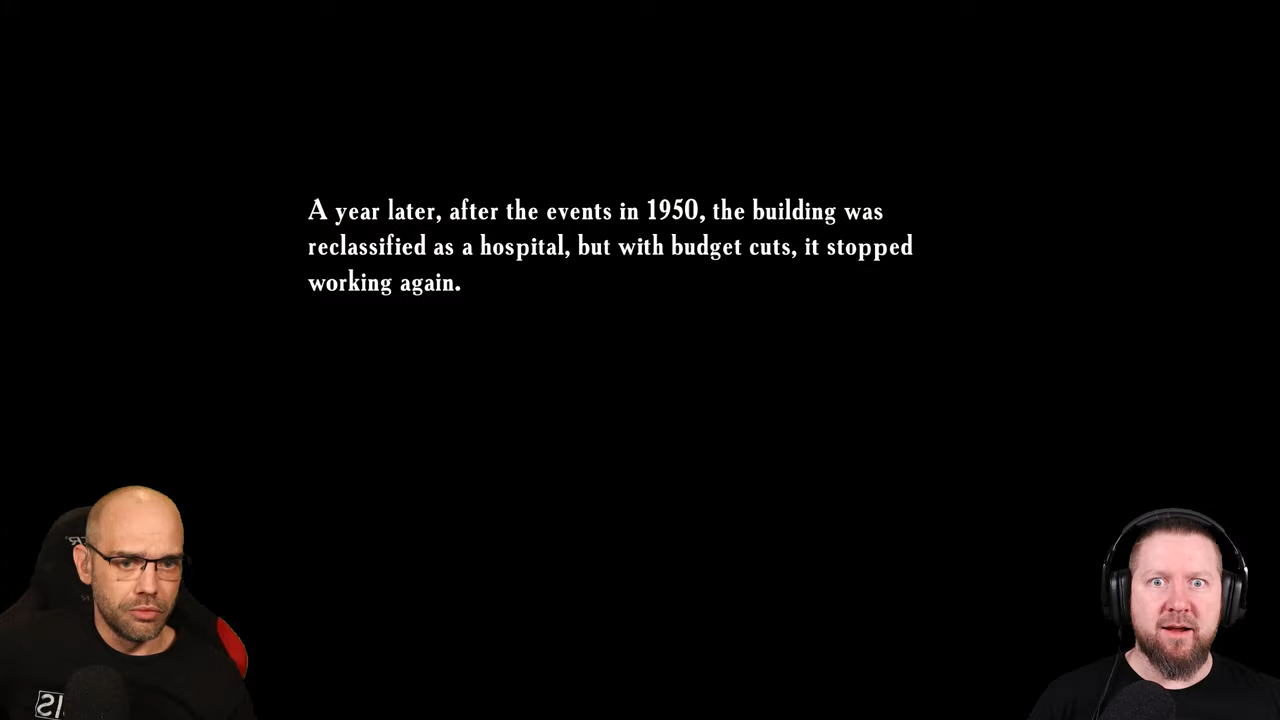 A year later, after the events in 1950, the building was
reclassified as a hospital, but with budget cuts, it stopped
working again.